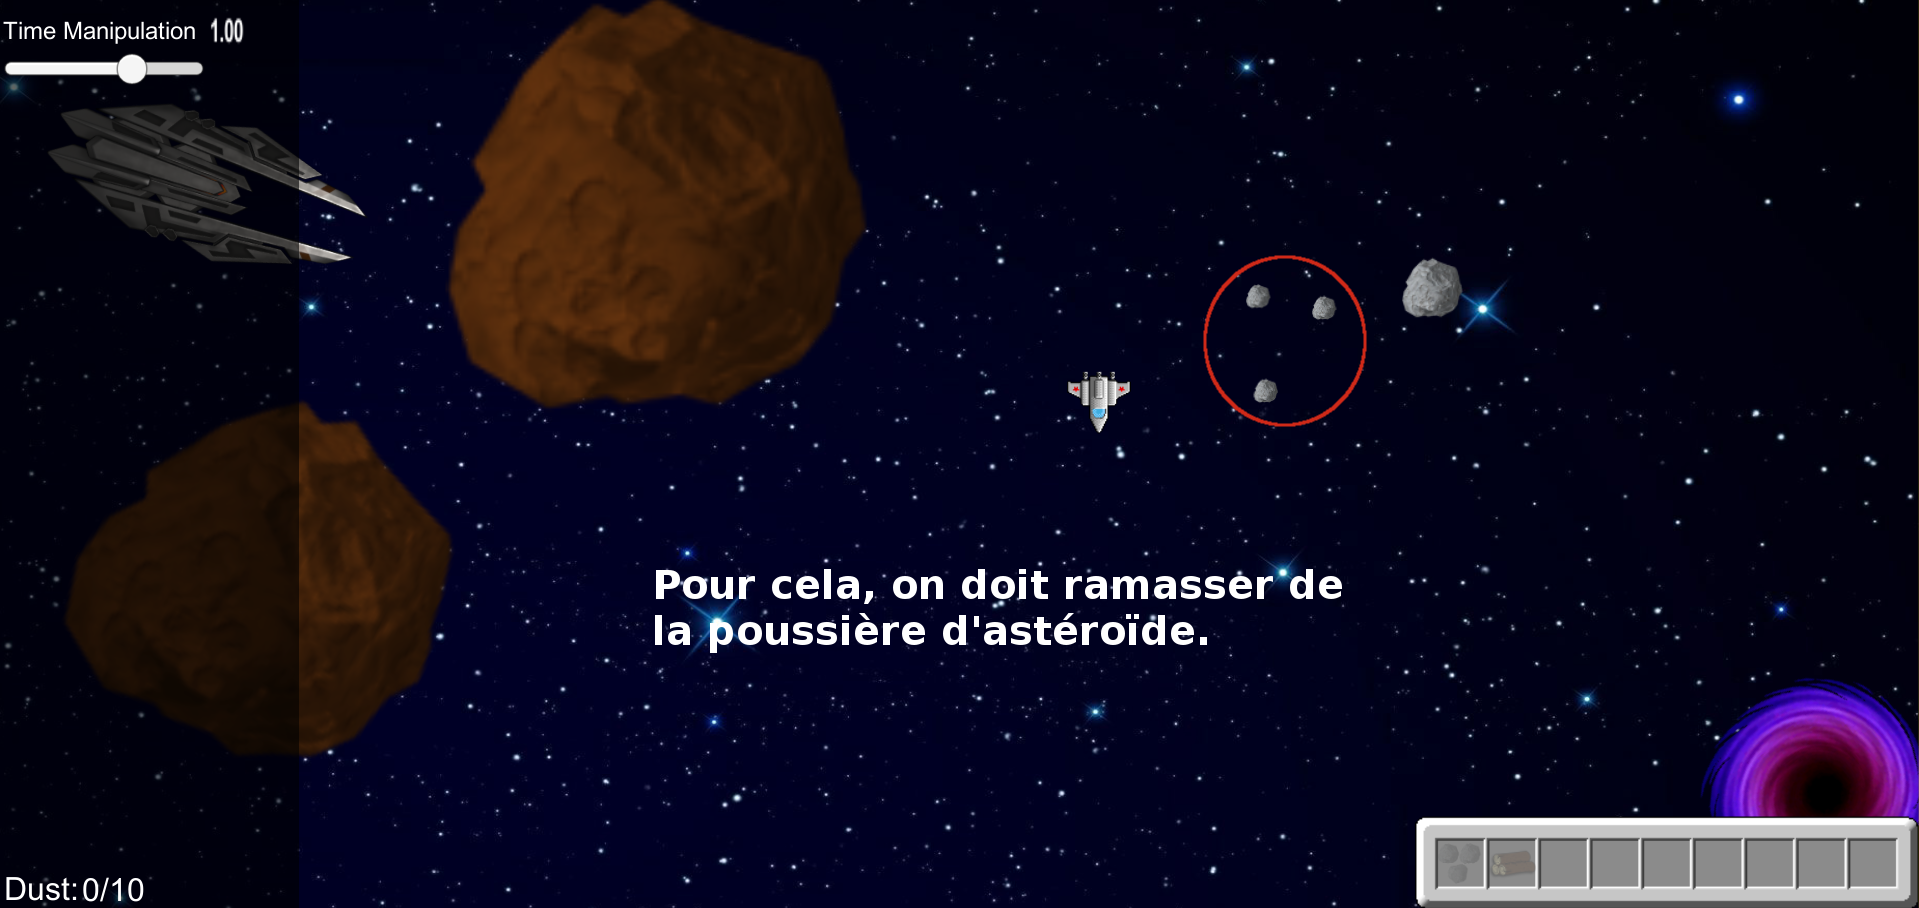 Time Manipulation 1.00
Pour cela, on doit ramasser de
la poussière d'astéroïde.
Dust:0/10